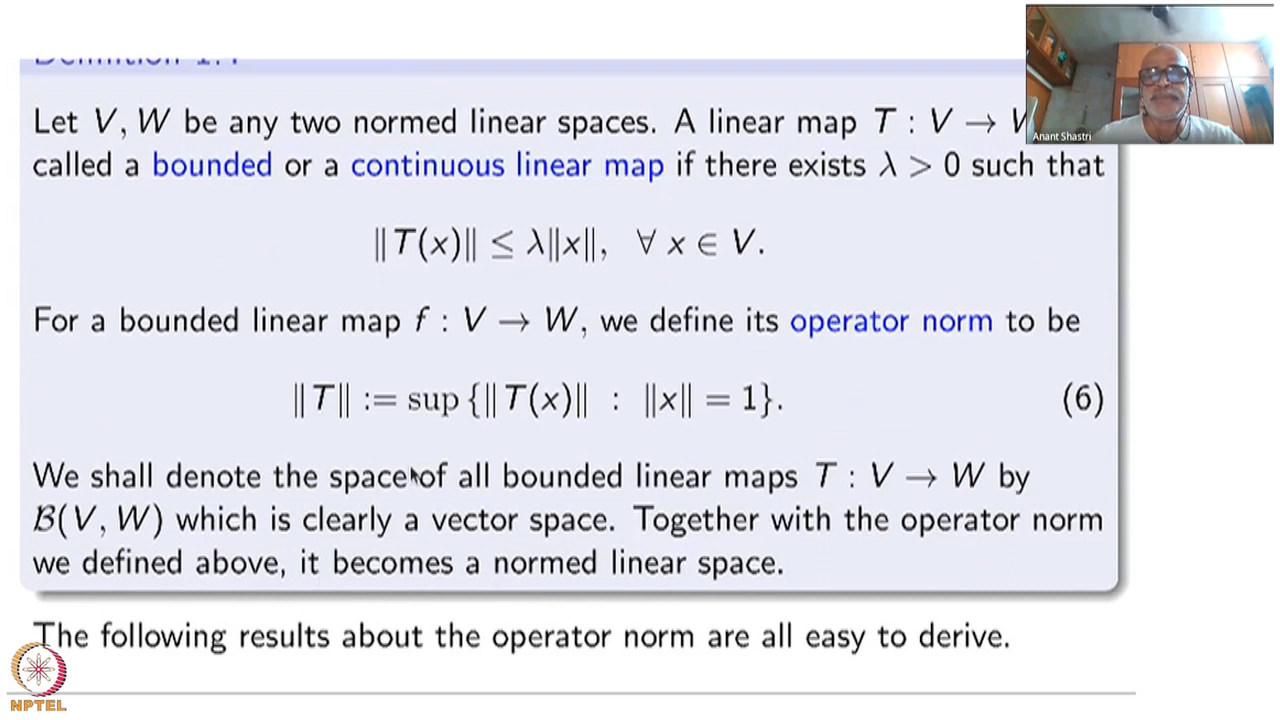 Let V, W be any two normed linear spaces. A linear map T : V →
called a bounded or a continuous linear map if there exists λ > 0 such that
‖T(x)‖ ≤ λ‖x‖, ∀ x ∈ V.
For a bounded linear map f : V → W, we define its operator norm to be
‖T‖ := sup {‖T(x)‖ : ‖x‖ = 1}. (6)
We shall denote the space of all bounded linear maps T : V → W by
B(V, W) which is clearly a vector space. Together with the operator norm
we defined above, it becomes a normed linear space.
The following results about the operator norm are all easy to derive.
Anant Shastri
NPTEL